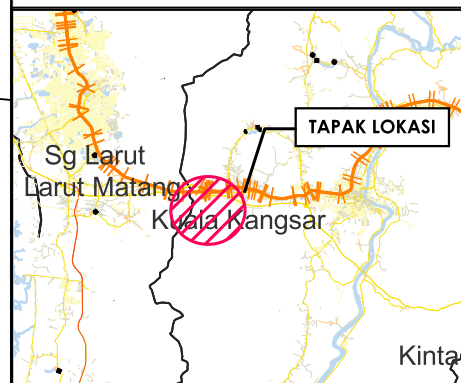 TAPAK LOKASI
Sg Larut
Larut Matang
Kuala Kangsar
Kinta